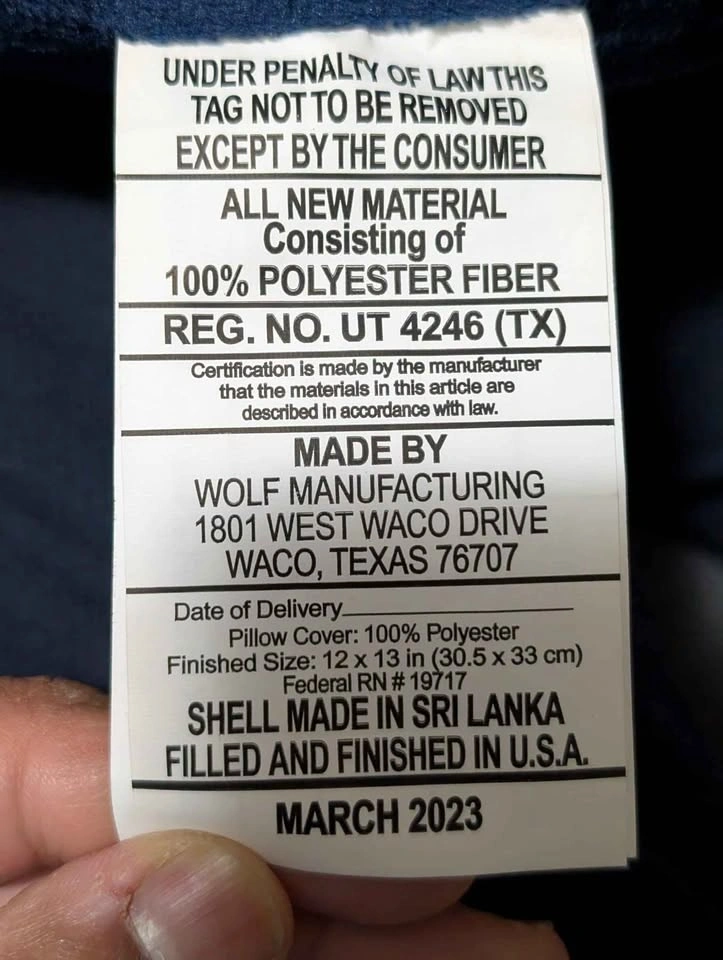 UNDER PENALTY OF LAW THIS
TAG NOT TO BE REMOVED
EXCEPT BY THE CONSUMER
ALL NEW MATERIAL
Consisting of
100% POLYESTER FIBER
REG. NO. UT 4246 (TX)
Certification is made by the manufacturer
that the materials in this article are
described in accordance with law.
MADE BY
WOLF MANUFACTURING
1801 WEST WACO DRIVE
WACO, TEXAS 76707
Date of Delivery
Pillow Cover: 100% Polyester
Finished Size: 12 x 13 in (30.5 x 33 cm)
Federal RN # 19717
SHELL MADE IN SRI LANKA
FILLED AND FINISHED IN U.S.A.
MARCH 2023